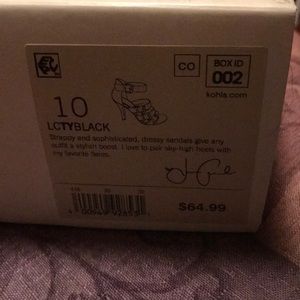 CO
BOX ID
002
kohls.com
10
LCTYBLACK
Strappy and sophisticated, dressy sandals give any
outfit a stylish boost. I love to pair sky-high heels with
my favorite items.
$64.99